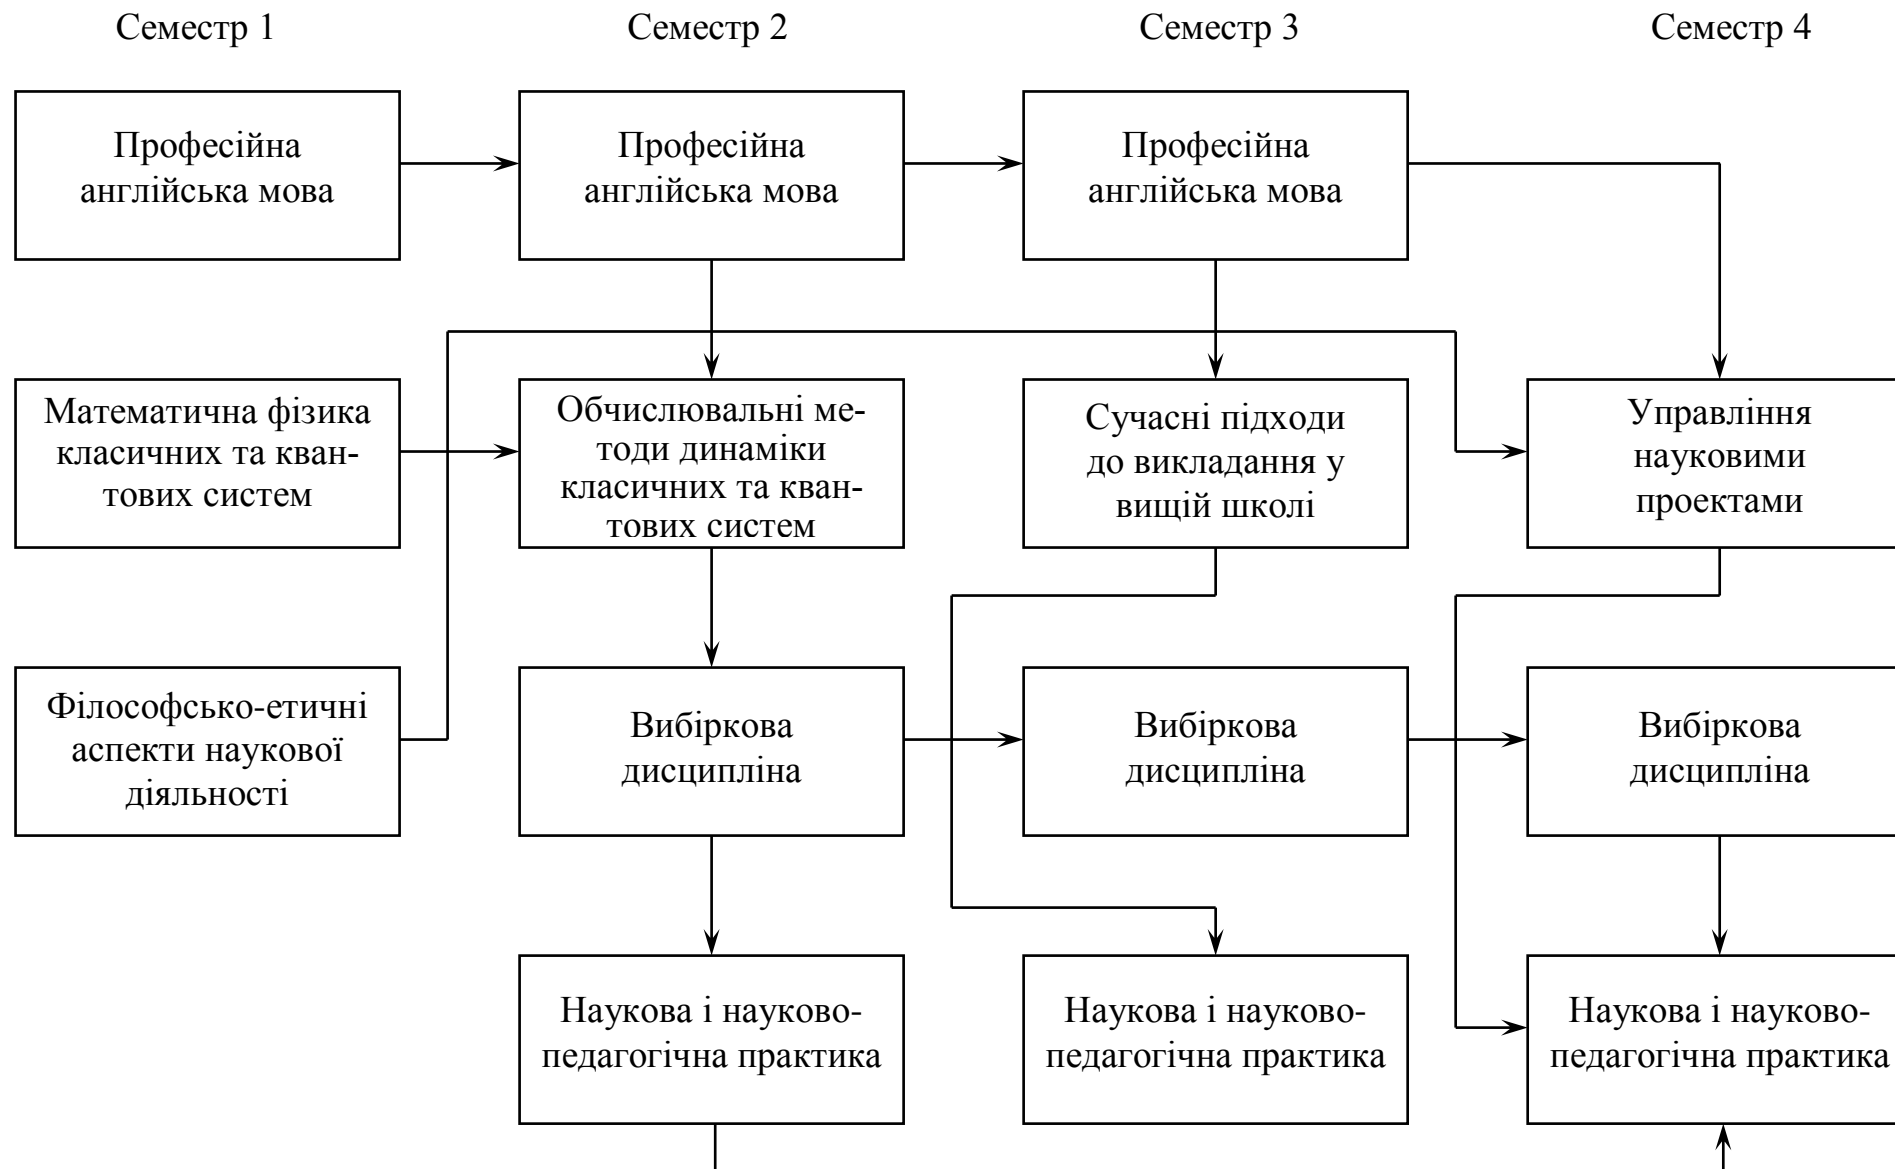 Семестр 1
Семестр 2
Семестр 3
Семестр 4
Професійна
англійська мова
Професійна
англійська мова
Професійна
англійська мова
Математична фізика
класичних та кван-
тових систем
Обчислювальні ме-
тоди динаміки
класичних та кван-
тових систем
Сучасні підходи
до викладання у
вищій школі
Управління
науковими
проектами
Філософсько-етичні
аспекти наукової
діяльності
Вибіркова
дисципліна
Вибіркова
дисципліна
Вибіркова
дисципліна
Наукова і науково-
педагогічна практика
Наукова і науково-
педагогічна практика
Наукова і науково-
педагогічна практика